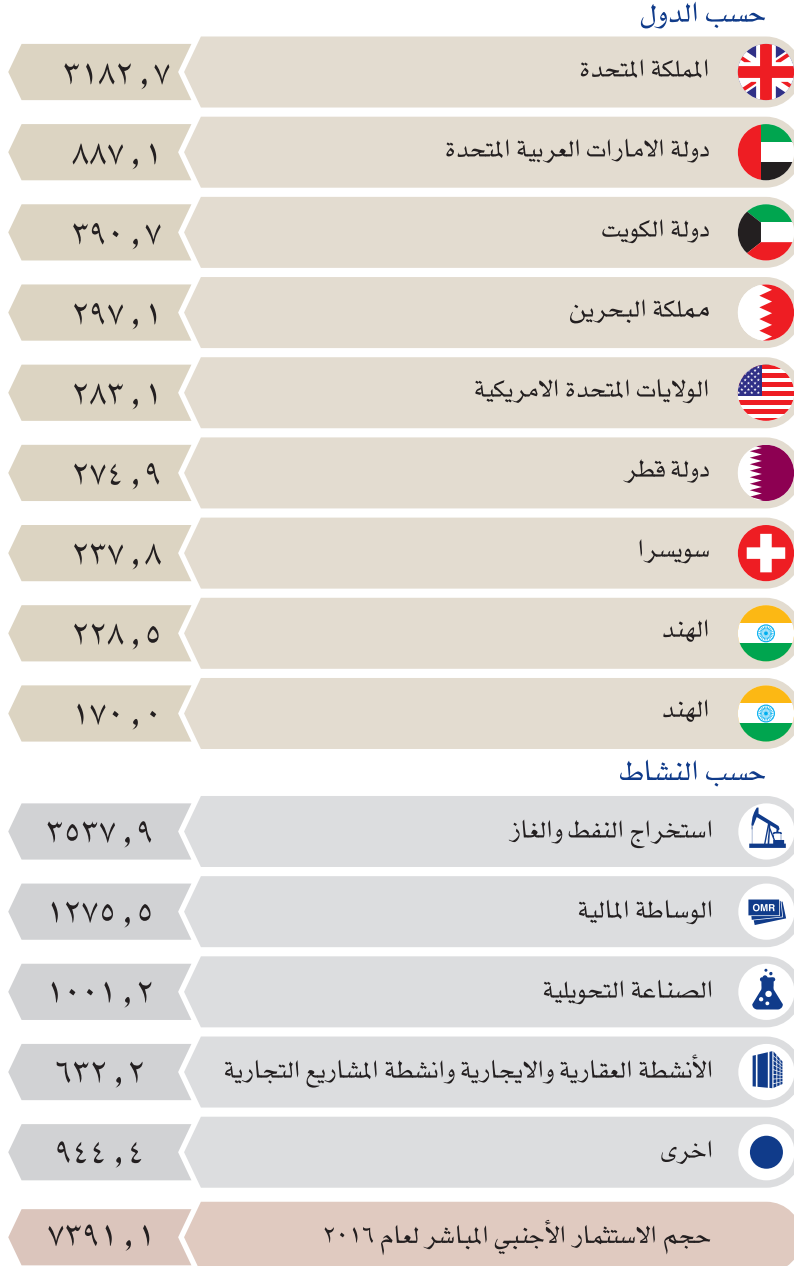 حسب الدول
المملكة المتحدة ٣١٨٢,٧
دولة الامارات العربية المتحدة ٨٨٧,١
دولة الكويت ٣٩٠,٧
مملكة البحرين ٢٩٧,١
الولايات المتحدة الامريكية ٢٨٣,١
دولة قطر ٢٧٤,٩
سويسرا ٢٣٧,٨
الهند ٢٢٨,٥
الهند ١٧٠,٠
حسب النشاط
استخراج النفط والغاز ٣٥٣٧,٩
OMR الوساطة المالية ١٢٧٥,٥
الصناعة التحويلية ١٠٠١,٢
الأنشطة العقارية والايجارية وانشطة المشاريع التجارية ٦٣٢,٢
اخرى ٩٤٤,٤
حجم الاستثمار الأجنبي المباشر لعام ٢٠١٦ ٧٣٩١,١